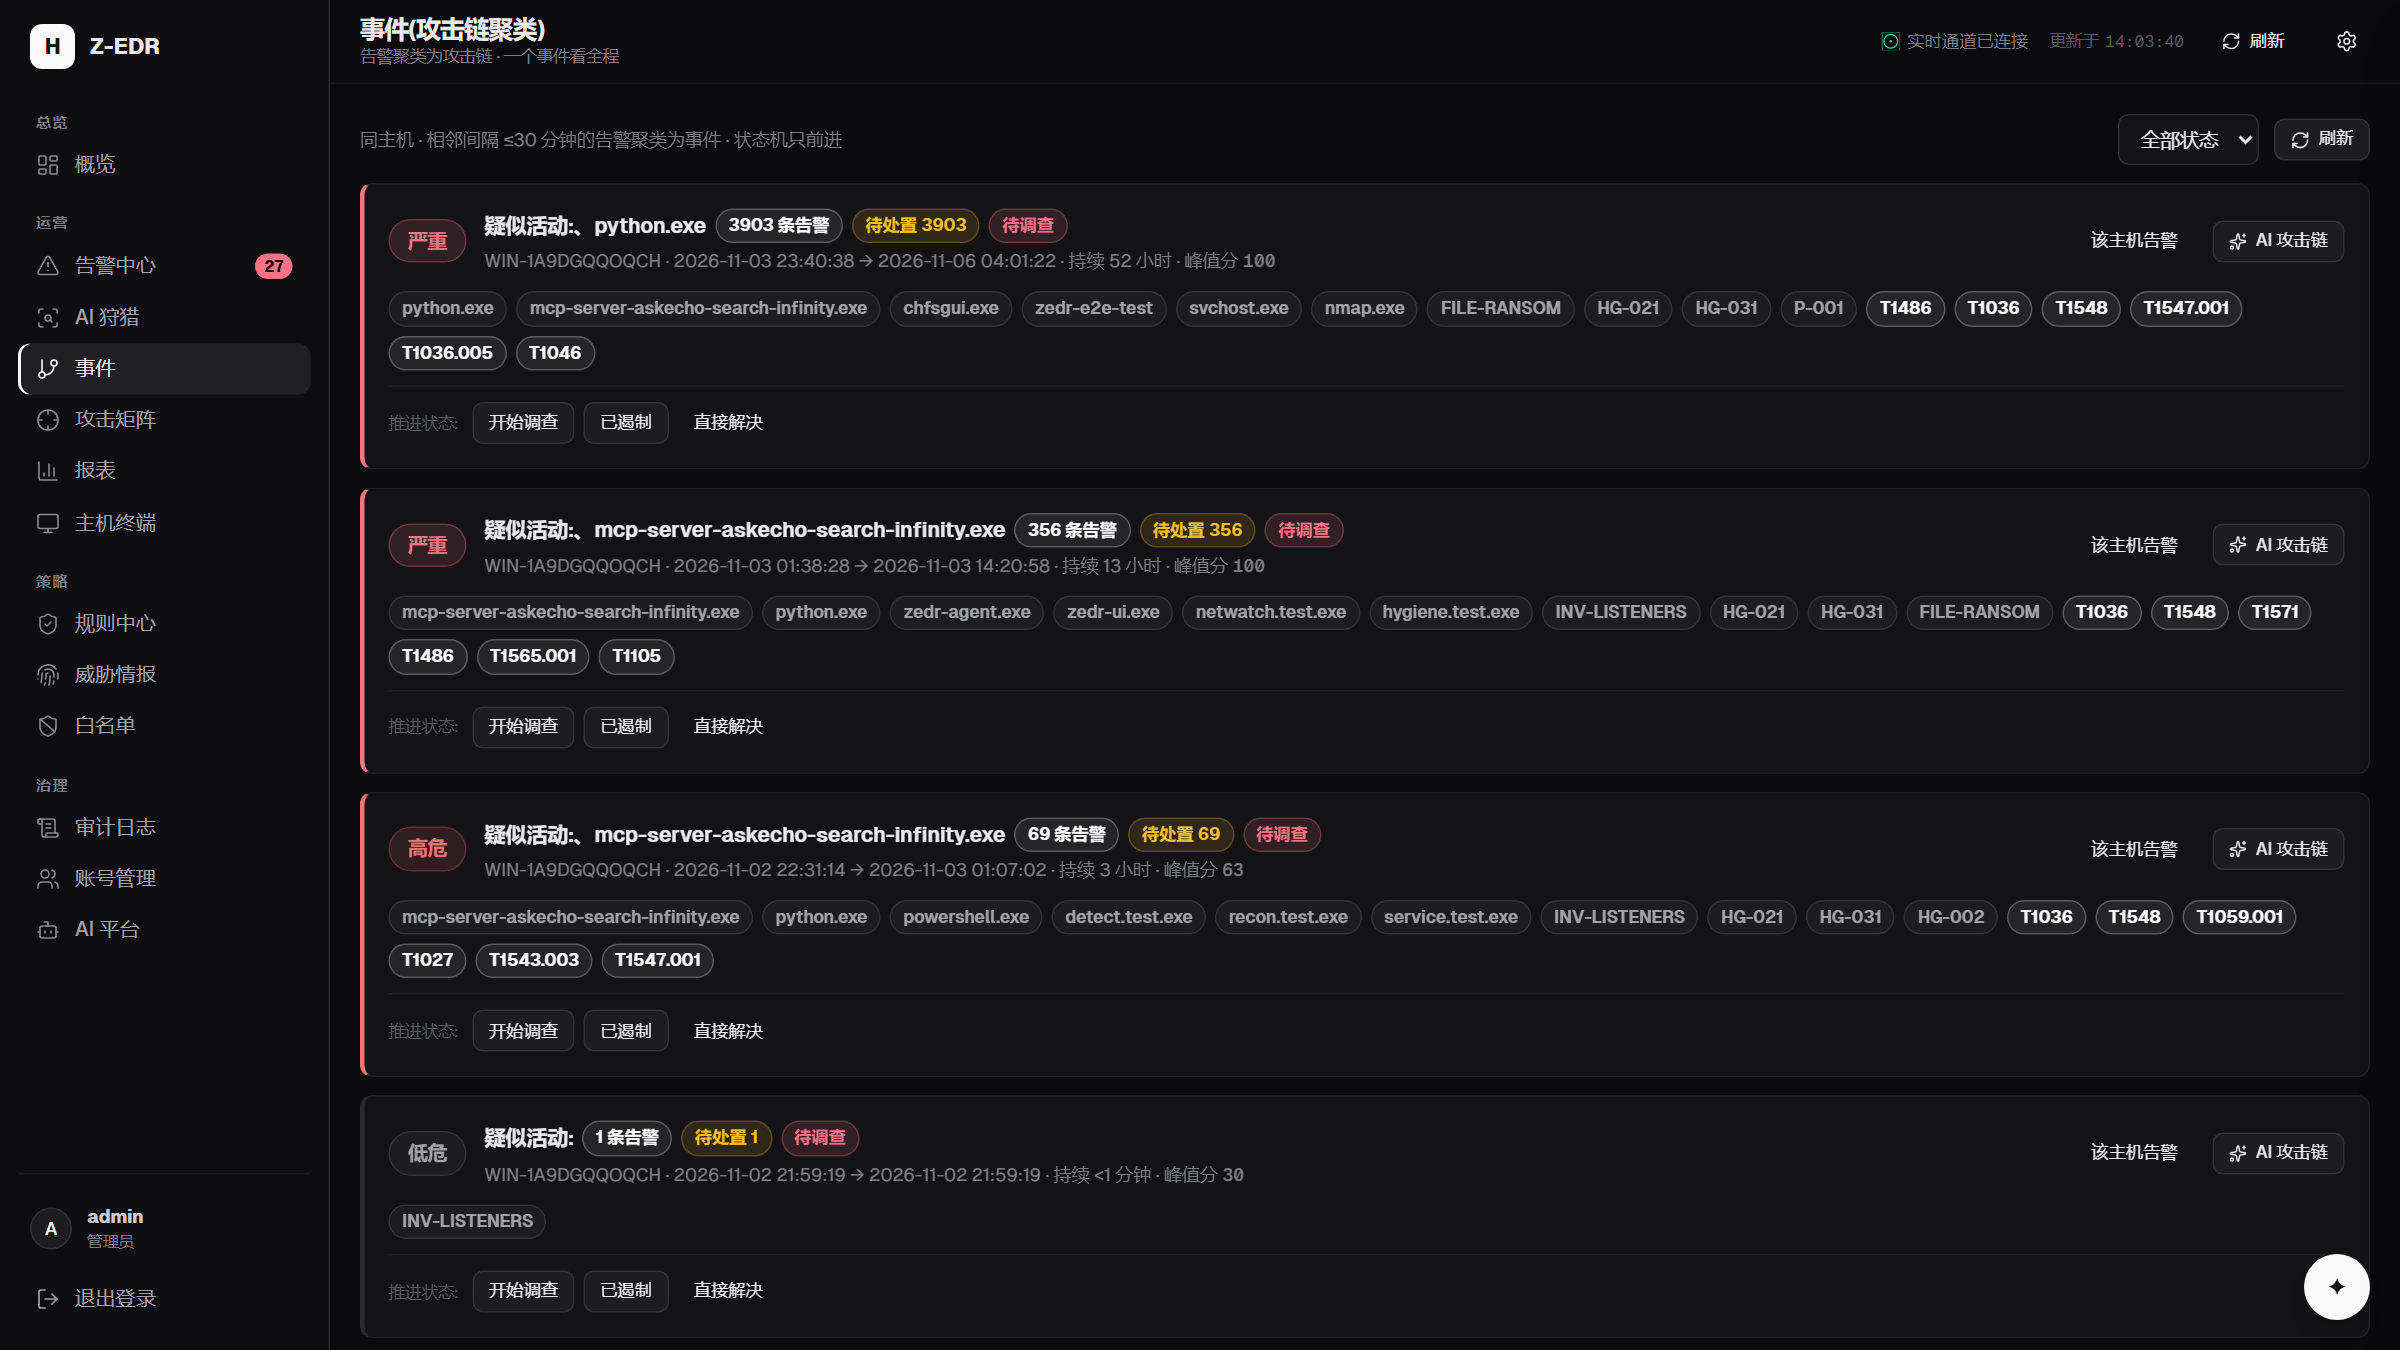 H Z-EDR
总览
概览
运营
告警中心 27
AI 狩猎
事件
攻击矩阵
报表
主机终端
策略
规则中心
威胁情报
白名单
治理
审计日志
账号管理
AI 平台
A admin
管理员
退出登录
事件(攻击链聚类)
告警聚类为攻击链 · 一个事件看全程
实时通道已连接 更新于 14:03:40 刷新
同主机 · 相邻间隔 ≤30 分钟的告警聚类为事件 · 状态机只前进
全部状态 刷新
严重 疑似活动:、python.exe 3903 条告警 待处置 3903 待调查
WIN-1A9DGQQOQCH · 2026-11-03 23:40:38 → 2026-11-06 04:01:22 · 持续 52 小时 · 峰值分 100
该主机告警 AI 攻击链
python.exe mcp-server-askecho-search-infinity.exe chfsgui.exe zedr-e2e-test svchost.exe nmap.exe FILE-RANSOM HG-021 HG-031 P-001 T1486 T1036 T1548 T1547.001
T1036.005 T1046
推进状态: 开始调查 已遏制 直接解决
严重 疑似活动:、mcp-server-askecho-search-infinity.exe 356 条告警 待处置 356 待调查
WIN-1A9DGQQOQCH · 2026-11-03 01:38:28 → 2026-11-03 14:20:58 · 持续 13 小时 · 峰值分 100
该主机告警 AI 攻击链
mcp-server-askecho-search-infinity.exe python.exe zedr-agent.exe zedr-ui.exe netwatch.test.exe hygiene.test.exe INV-LISTENERS HG-021 HG-031 FILE-RANSOM T1036 T1548 T1571
T1486 T1565.001 T1105
推进状态: 开始调查 已遏制 直接解决
高危 疑似活动:、mcp-server-askecho-search-infinity.exe 69 条告警 待处置 69 待调查
WIN-1A9DGQQOQCH · 2026-11-02 22:31:14 → 2026-11-03 01:07:02 · 持续 3 小时 · 峰值分 63
该主机告警 AI 攻击链
mcp-server-askecho-search-infinity.exe python.exe powershell.exe detect.test.exe recon.test.exe service.test.exe INV-LISTENERS HG-021 HG-031 HG-002 T1036 T1548 T1059.001
T1027 T1543.003 T1547.001
推进状态: 开始调查 已遏制 直接解决
低危 疑似活动: 1 条告警 待处置 1 待调查
WIN-1A9DGQQOQCH · 2026-11-02 21:59:19 → 2026-11-02 21:59:19 · 持续 <1 分钟 · 峰值分 30
该主机告警 AI 攻击链
INV-LISTENERS
推进状态: 开始调查 已遏制 直接解决